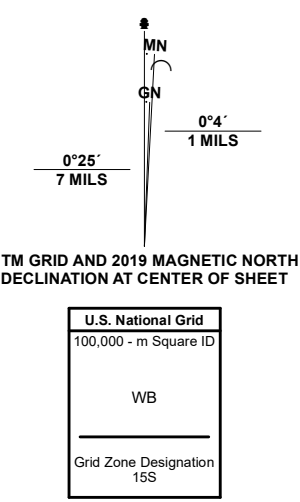 MN
GN
0°4´
1 MILS
0°25´
7 MILS
TM GRID AND 2019 MAGNETIC NORTH
DECLINATION AT CENTER OF SHEET
U.S. National Grid
100,000 - m Square ID
WB
Grid Zone Designation
15S